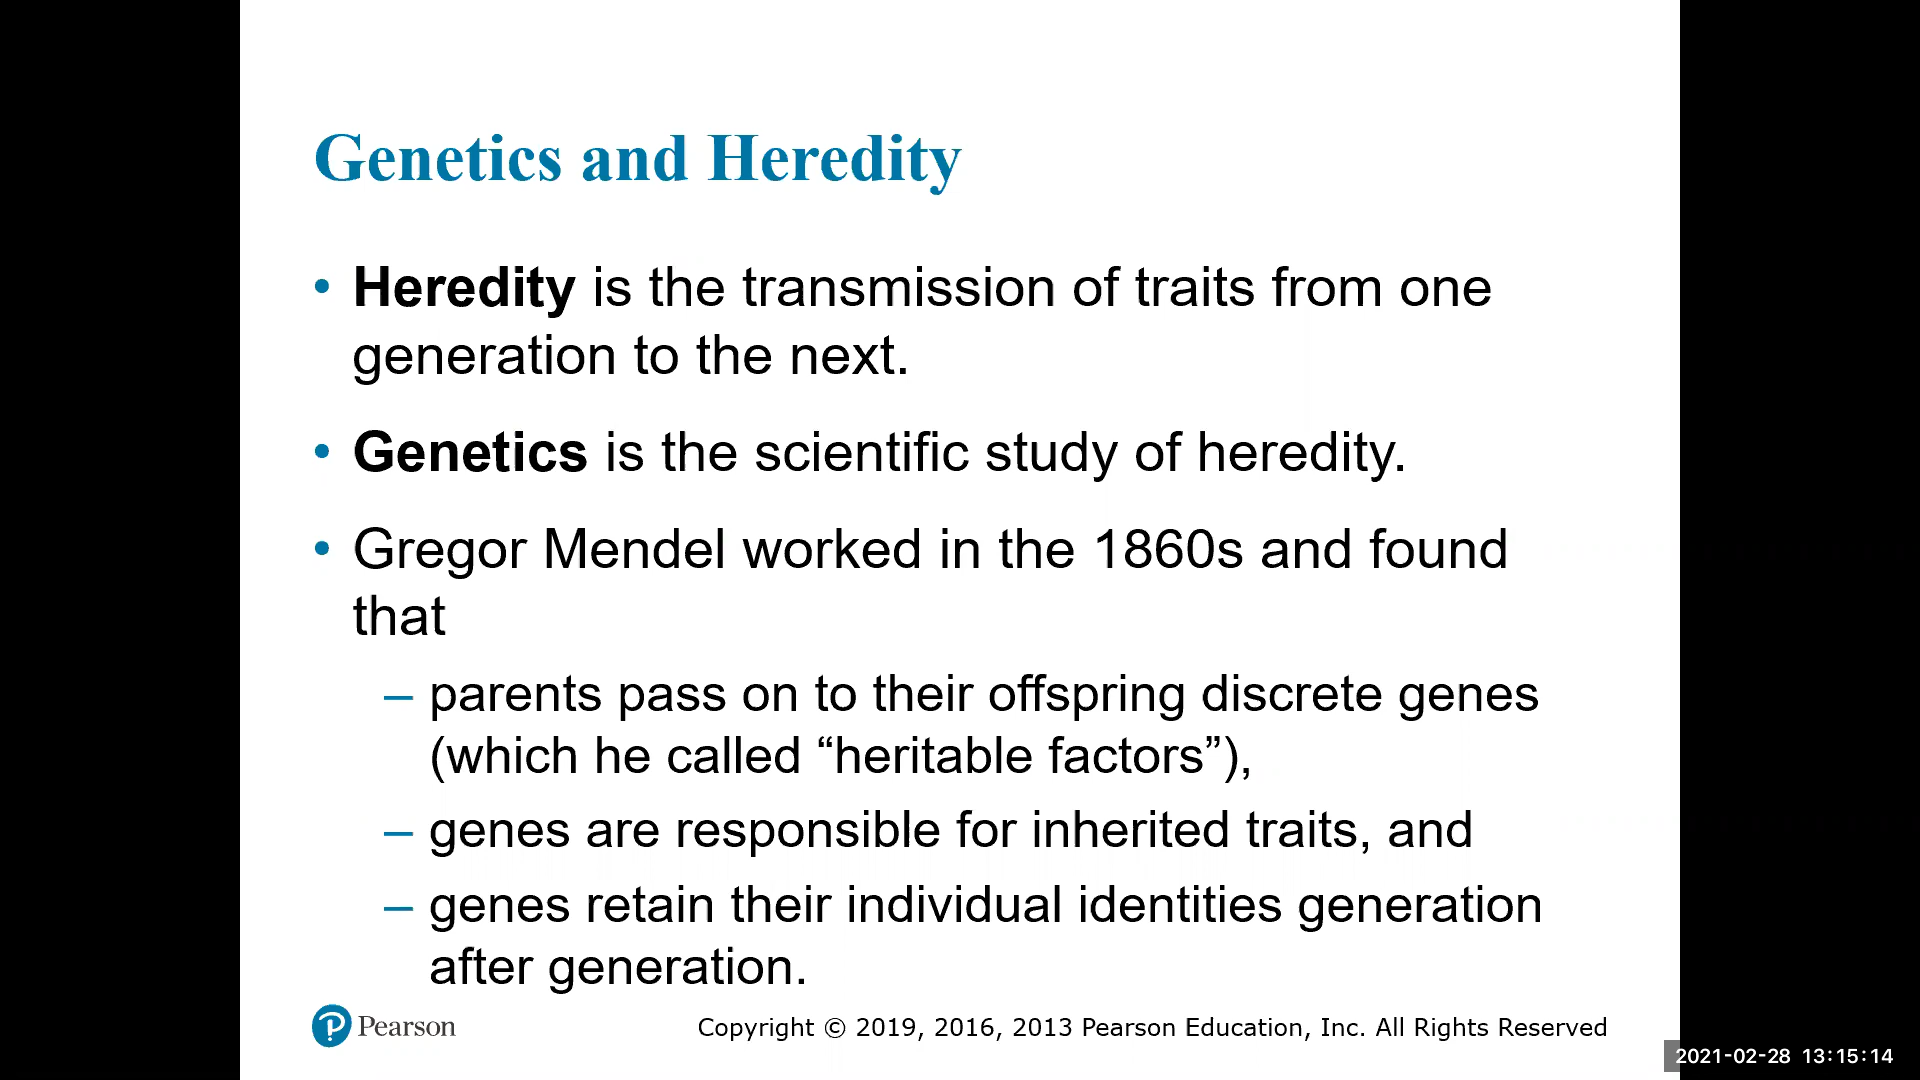 Genetics and Heredity
• Heredity is the transmission of traits from one
generation to the next.
• Genetics is the scientific study of heredity.
• Gregor Mendel worked in the 1860s and found
that
– parents pass on to their offspring discrete genes
(which he called “heritable factors”),
– genes are responsible for inherited traits, and
– genes retain their individual identities generation
after generation.
Pearson
Copyright © 2019, 2016, 2013 Pearson Education, Inc. All Rights Reserved
2021-02-28 13:15:14